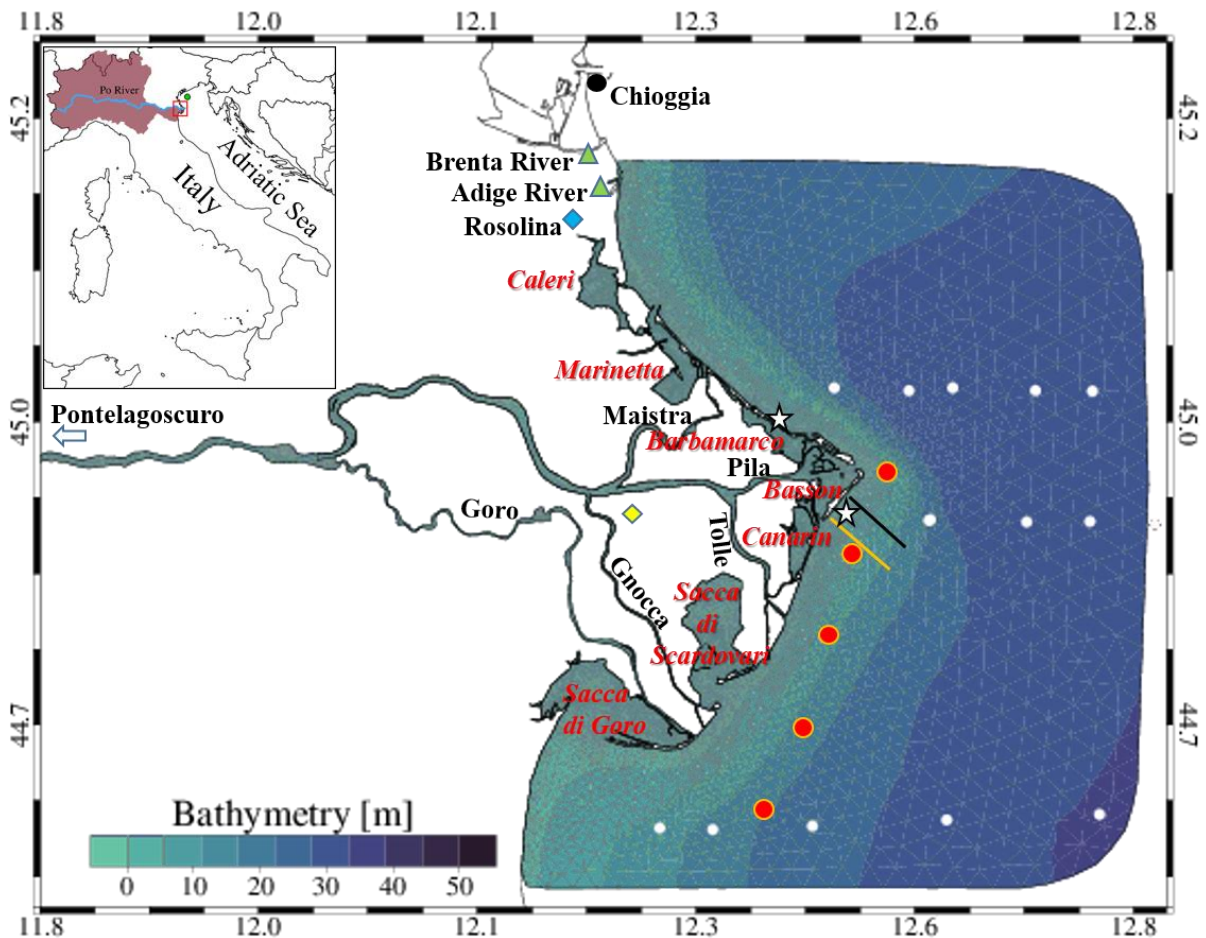 11.8 12.0 12.1 12.3 12.6 12.8
45.2
45.2
Po River
Italy
Adriatic Sea
Chioggia
Brenta River
Adige River
Rosolina
Caleri
Marinetta
Pontelagoscuro
Maistra
45.0
45.0
Barbamarco
Pila
Basson
Goro
Tolle
Canarin
Gnocca
Sacca
di
Scardovari
Sacca
di Goro
44.7
44.7
Bathymetry [m]
0 10 20 30 40 50
11.8 12.0 12.1 12.3 12.6 12.8